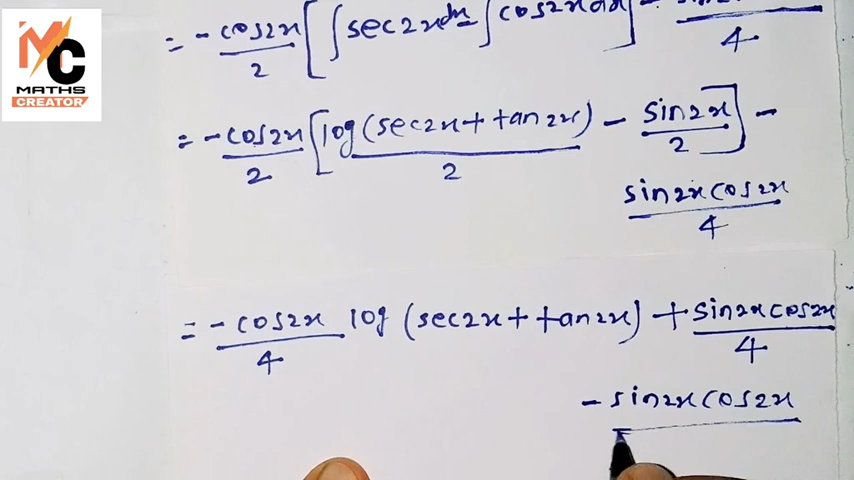 MC
MATHS
CREATOR
= - cos2x/2 [ ∫ sec2x dx - ∫ cos2x dx ] - /4
= - cos2x/2 [ log(sec2x + tan2x)/2 - sin2x/2 ] -
sin2x cos2x/4
= - cos2x/4 log (sec2x + tan2x) + sin2x cos2x/4
- sin2x cos2x